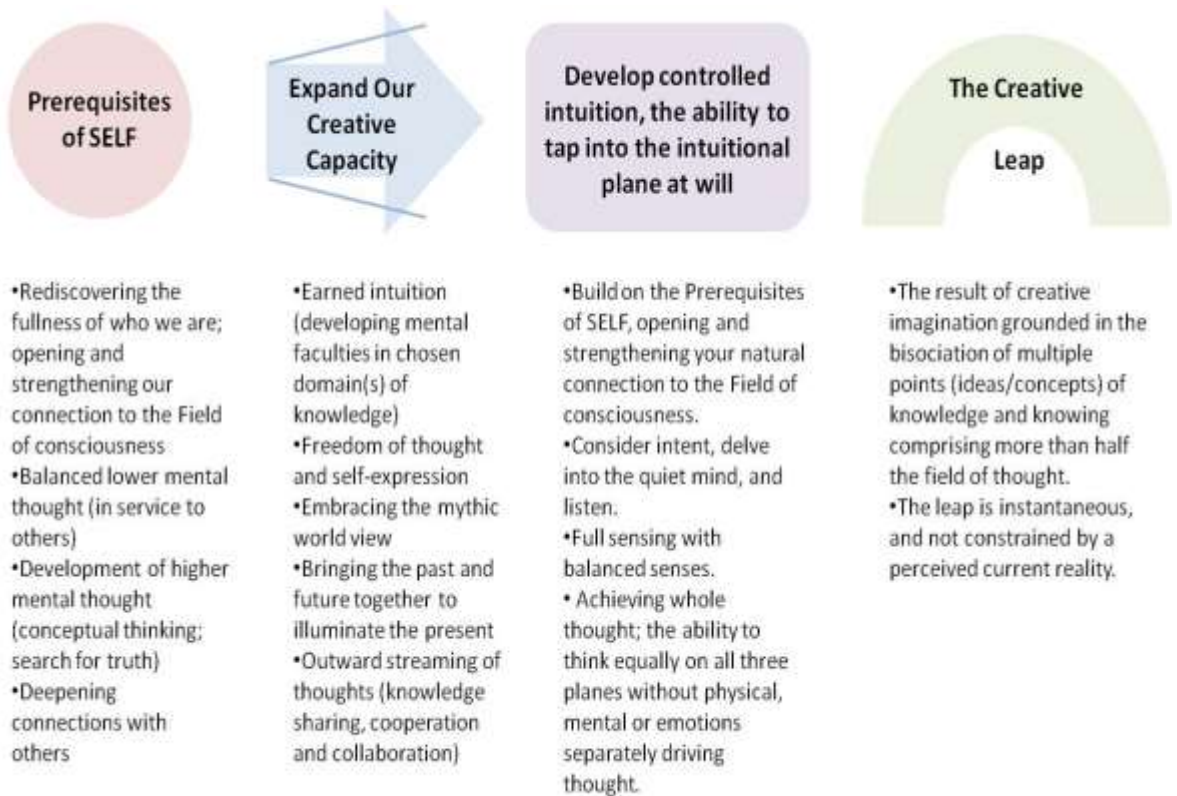 Prerequisites
of SELF
•Rediscovering the
fullness of who we are;
opening and
strengthening our
connection to the Field
of consciousness
•Balanced lower mental
thought (in service to
others)
•Development of higher
mental thought
(conceptual thinking;
search for truth)
•Deepening
connections with
others
Expand Our
Creative
Capacity
•Earned intuition
(developing mental
faculties in chosen
domain(s) of
knowledge)
•Freedom of thought
and self-expression
•Embracing the mythic
world view
•Bringing the past and
future together to
illuminate the present
•Outward streaming of
thoughts (knowledge
sharing, cooperation
and collaboration)
Develop controlled
intuition, the ability to
tap into the intuitional
plane at will
•Build on the Prerequisites
of SELF, opening and
strengthening your natural
connection to the Field of
consciousness.
•Consider intent, delve
into the quiet mind, and
listen.
•Full sensing with
balanced senses.
• Achieving whole
thought; the ability to
think equally on all three
planes without physical,
mental or emotions
separately driving
thought.
The Creative
Leap
•The result of creative
imagination grounded in the
bisociation of multiple
points (ideas/concepts) of
knowledge and knowing
comprising more than half
the field of thought.
•The leap is instantaneous,
and not constrained by a
perceived current reality.